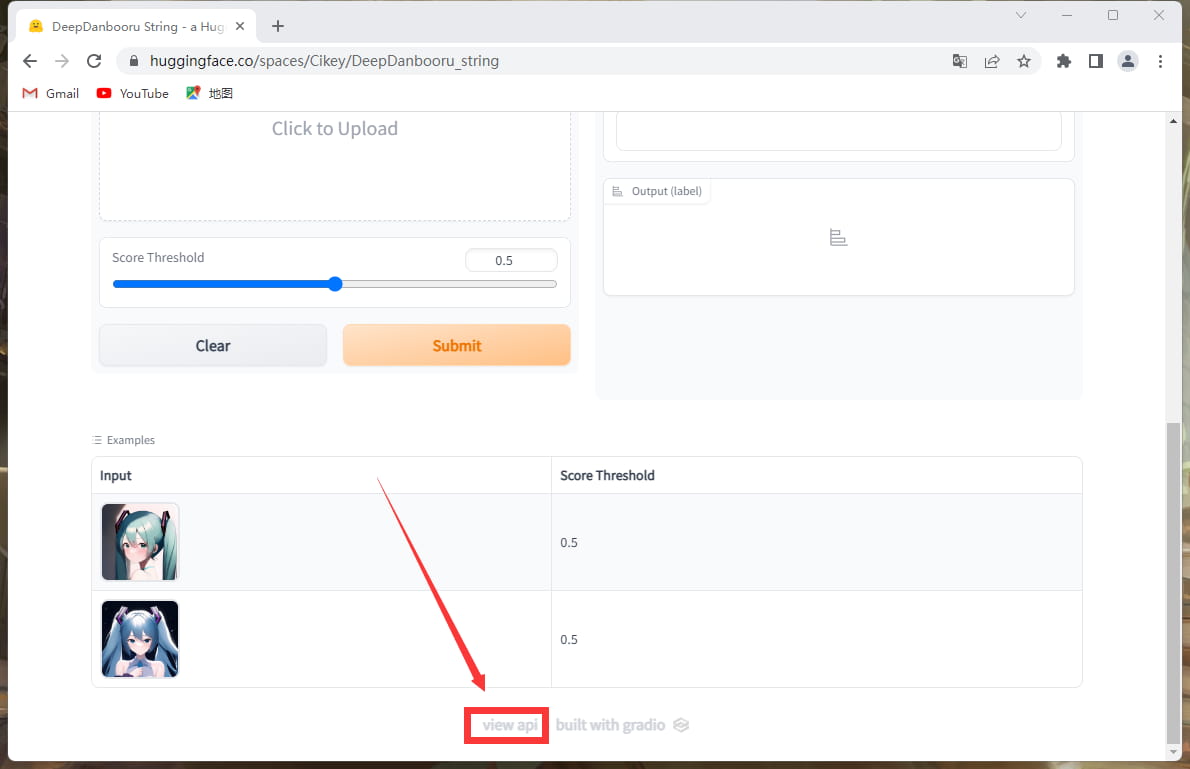 DeepDanbooru String - a Hug
huggingface.co/spaces/Cikey/DeepDanbooru_string
Gmail YouTube 地图
Click to Upload
Output (label)
Score Threshold 0.5
Clear Submit
Examples
Input Score Threshold
0.5
0.5
view api built with gradio